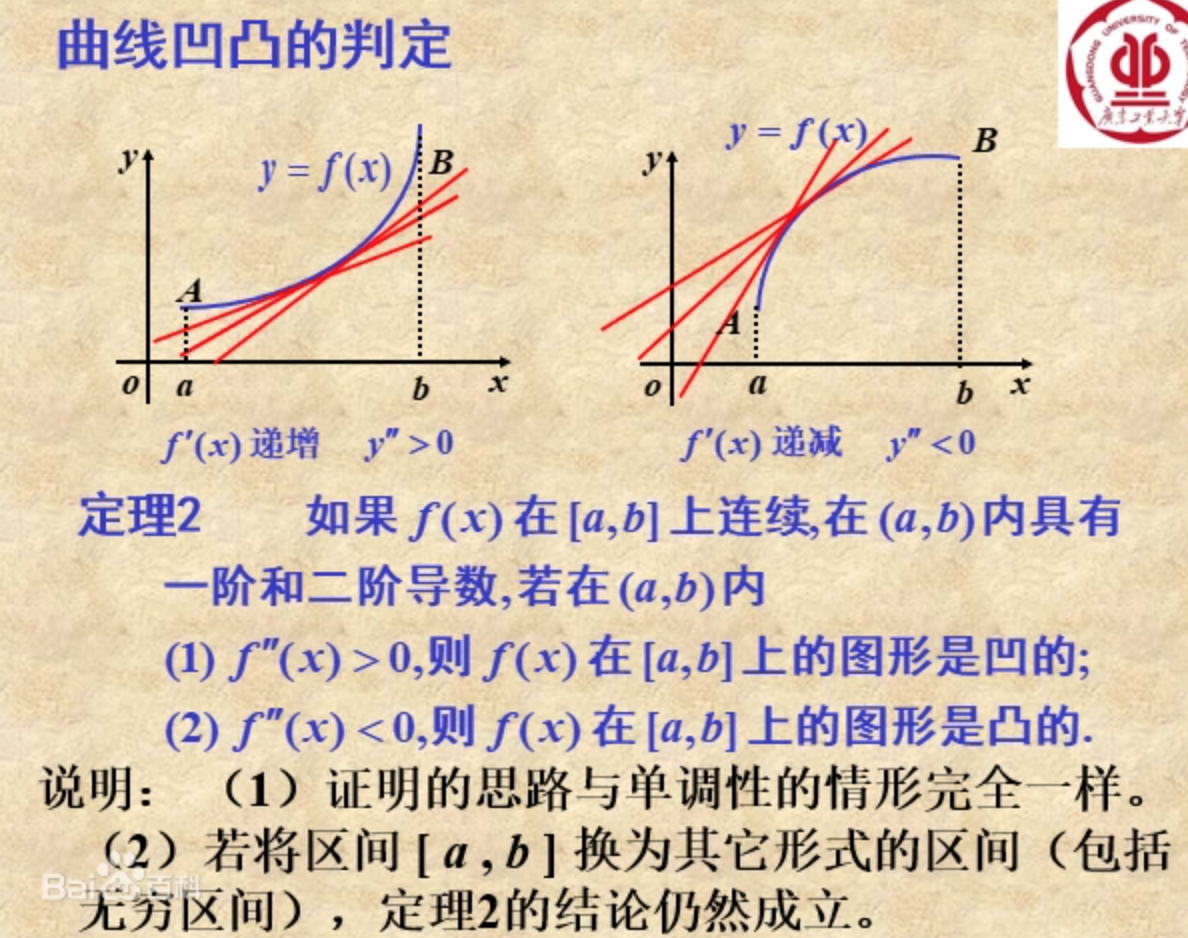 曲线凹凸的判定
GUANGDONG UNIVERSITY OF
广东工业大学
y
y = f(x)
B
A
o
a
b
x
f′(x) 递增 y″ > 0
y
y = f(x)
B
A
o
a
b
x
f′(x) 递减 y″ < 0
定理2 如果 f(x) 在 [a,b] 上连续,在 (a,b) 内具有
一阶和二阶导数,若在 (a,b) 内
(1) f″(x) > 0,则 f(x) 在 [a,b] 上的图形是凹的;
(2) f″(x) < 0,则 f(x) 在 [a,b] 上的图形是凸的.
说明：（1）证明的思路与单调性的情形完全一样。
（2）若将区间 [ a , b ] 换为其它形式的区间（包括
无穷区间），定理2的结论仍然成立。
Bai百科